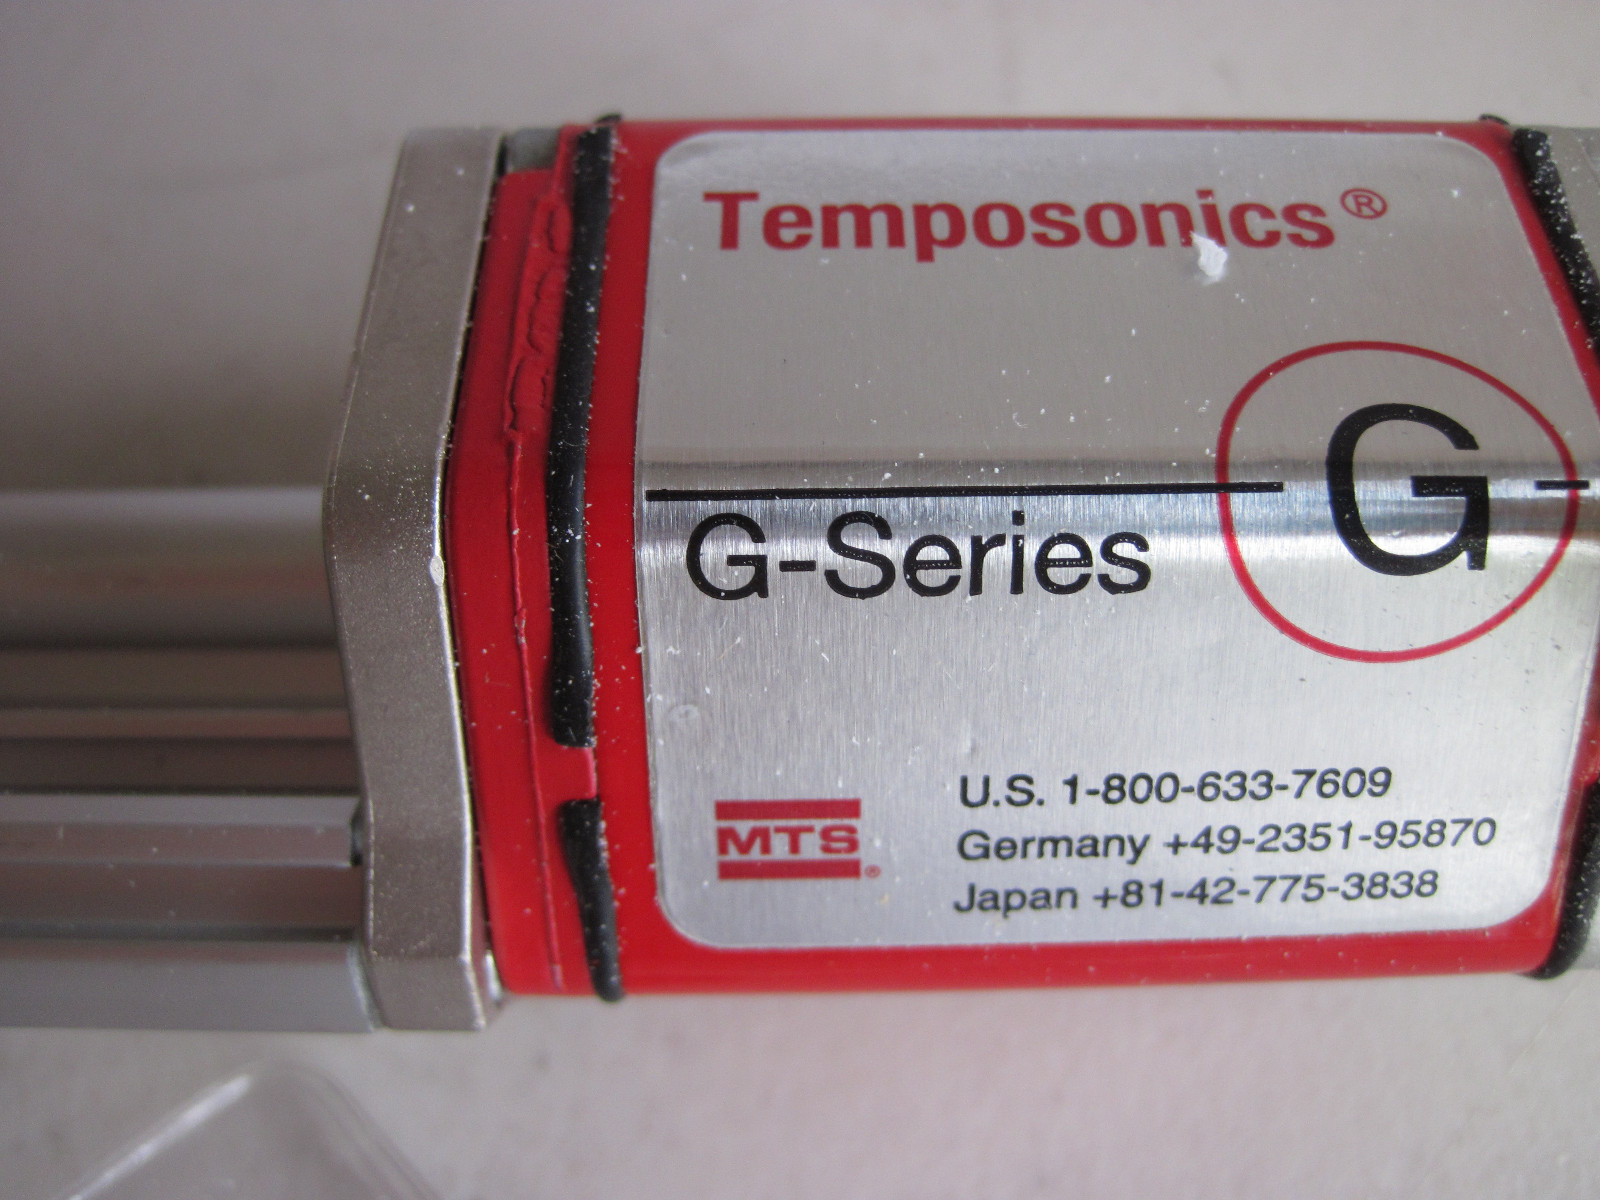 Temposonics®
G
G-Series
MTS®
U.S. 1-800-633-7609
Germany +49-2351-95870
Japan +81-42-775-3838